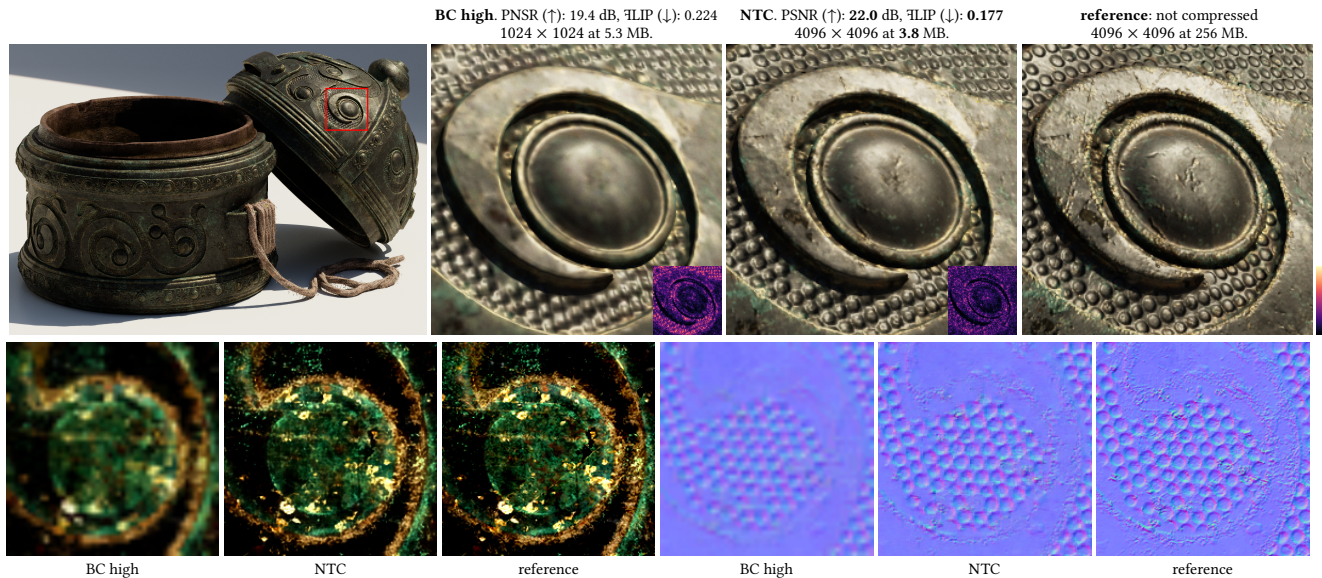 BC high. PNSR (↑): 19.4 dB, ꟻLIP (↓): 0.224
1024 × 1024 at 5.3 MB.
NTC. PSNR (↑): 22.0 dB, ꟻLIP (↓): 0.177
4096 × 4096 at 3.8 MB.
reference: not compressed
4096 × 4096 at 256 MB.
BC high
NTC
reference
BC high
NTC
reference